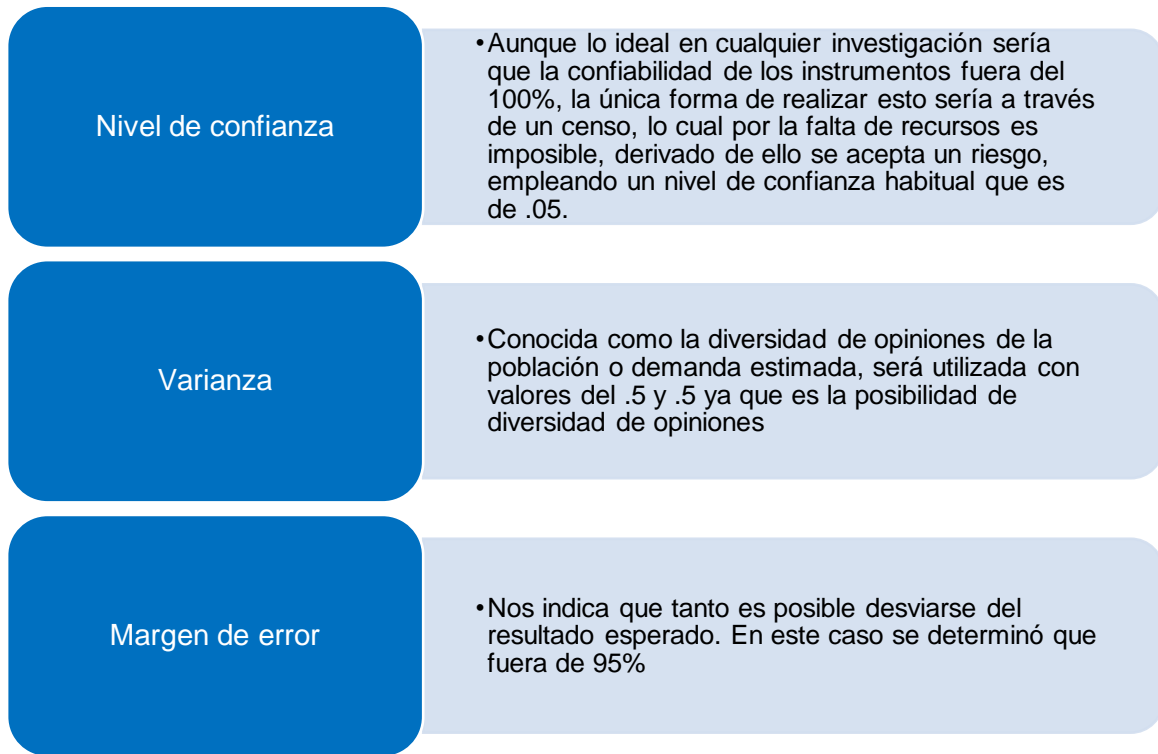 Nivel de confianza
•Aunque lo ideal en cualquier investigación sería
que la confiabilidad de los instrumentos fuera del
100%, la única forma de realizar esto sería a través
de un censo, lo cual por la falta de recursos es
imposible, derivado de ello se acepta un riesgo,
empleando un nivel de confianza habitual que es
de .05.
Varianza
•Conocida como la diversidad de opiniones de la
población o demanda estimada, será utilizada con
valores del .5 y .5 ya que es la posibilidad de
diversidad de opiniones
Margen de error
•Nos indica que tanto es posible desviarse del
resultado esperado. En este caso se determinó que
fuera de 95%